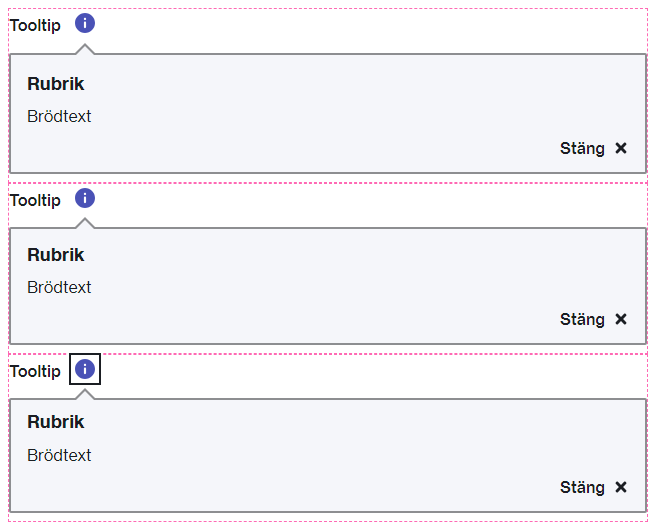 Tooltip i
Rubrik
Brödtext
Stäng
Tooltip i
Rubrik
Brödtext
Stäng
Tooltip i
Rubrik
Brödtext
Stäng